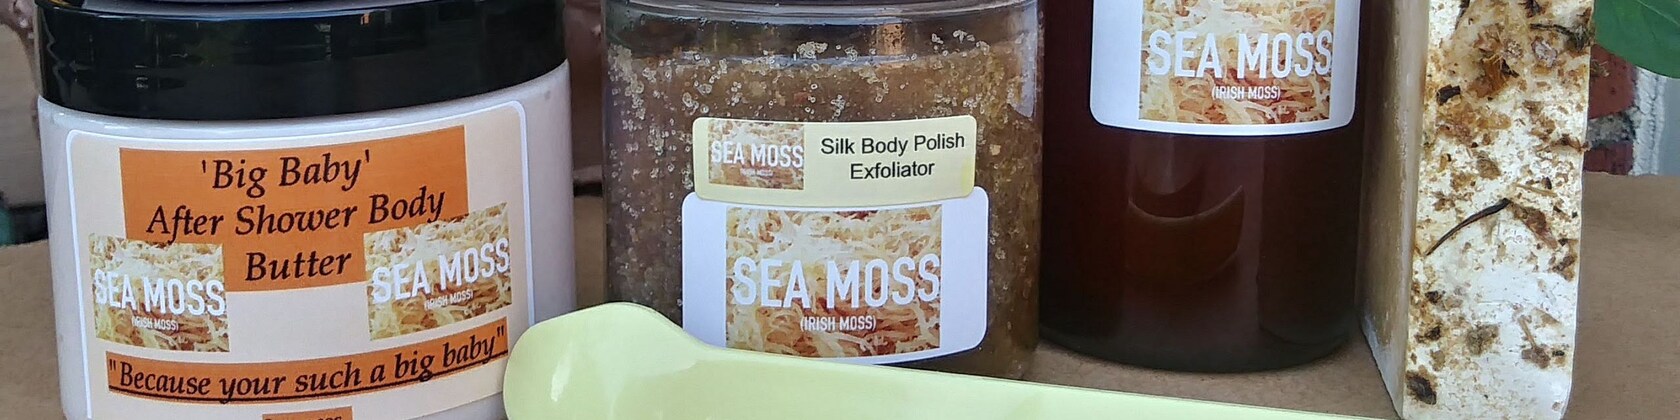 'Big Baby'
After Shower Body
Butter
SEA MOSS
(IRISH MOSS)
SEA MOSS
(IRISH MOSS)
"Because your such a big baby"
SEA MOSS
(IRISH MOSS)
Silk Body Polish
Exfoliator
SEA MOSS
(IRISH MOSS)
SEA MOSS
(IRISH MOSS)